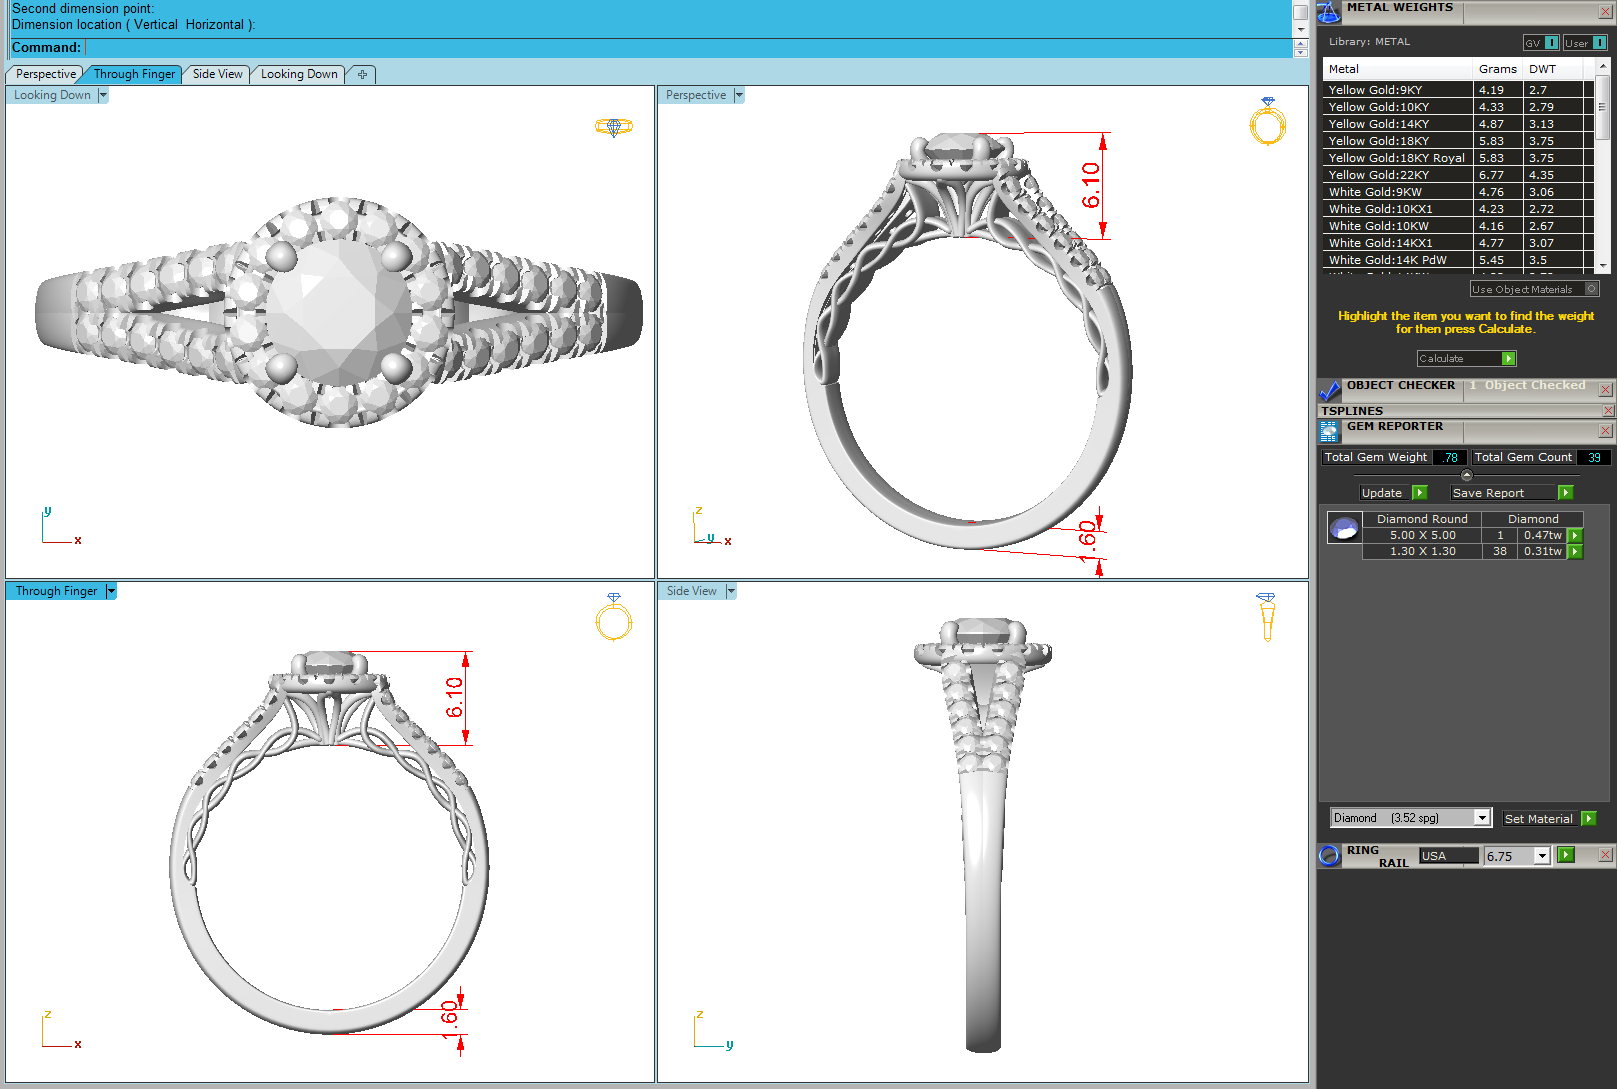 Second dimension point:
Dimension location ( Vertical  Horizontal ):
Command:
Perspective
Through Finger
Side View
Looking Down
Looking Down
y
x
Perspective
6.10
1.60
z
y
x
Through Finger
6.10
1.60
z
x
Side View
z
y
METAL WEIGHTS
Library: METAL
GV
User
Metal Grams DWT
Yellow Gold:9KY 4.19 2.7
Yellow Gold:10KY 4.33 2.79
Yellow Gold:14KY 4.87 3.13
Yellow Gold:18KY 5.83 3.75
Yellow Gold:18KY Royal 5.83 3.75
Yellow Gold:22KY 6.77 4.35
White Gold:9KW 4.76 3.06
White Gold:10KX1 4.23 2.72
White Gold:10KW 4.16 2.67
White Gold:14KX1 4.77 3.07
White Gold:14K PdW 5.45 3.5
Use Object Materials
Highlight the item you want to find the weight
for then press Calculate.
Calculate
OBJECT CHECKER 1 Object Checked
TSPLINES
GEM REPORTER
Total Gem Weight .78 Total Gem Count 39
Update Save Report
Diamond Round Diamond
5.00 X 5.00 1 0.47tw
1.30 X 1.30 38 0.31tw
Diamond (3.52 spg) Set Material
RING
RAIL USA 6.75